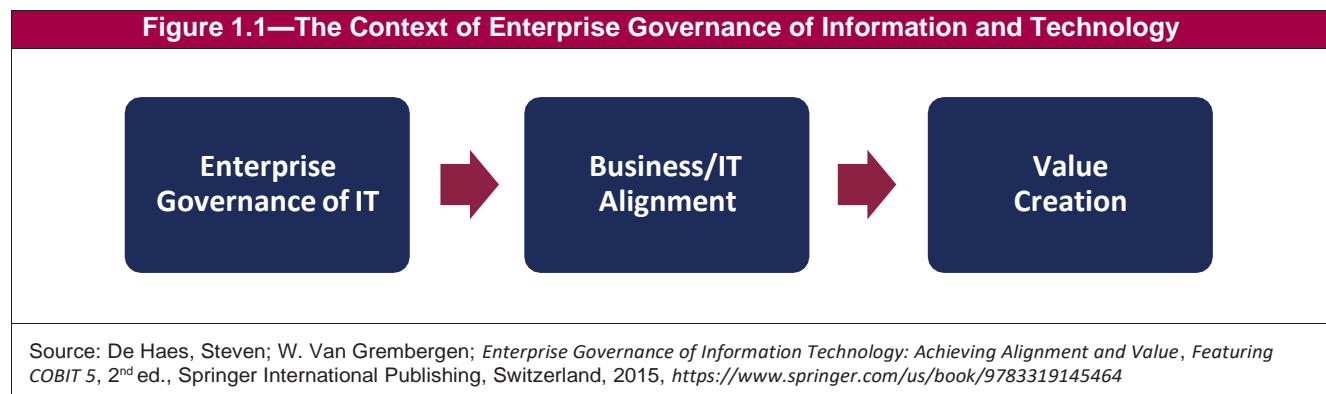 Figure 1.1—The Context of Enterprise Governance of Information and Technology
Enterprise
Governance of IT
Business/IT
Alignment
Value
Creation
Source: De Haes, Steven; W. Van Grembergen; Enterprise Governance of Information Technology: Achieving Alignment and Value, Featuring
COBIT 5, 2nd ed., Springer International Publishing, Switzerland, 2015, https://www.springer.com/us/book/9783319145464